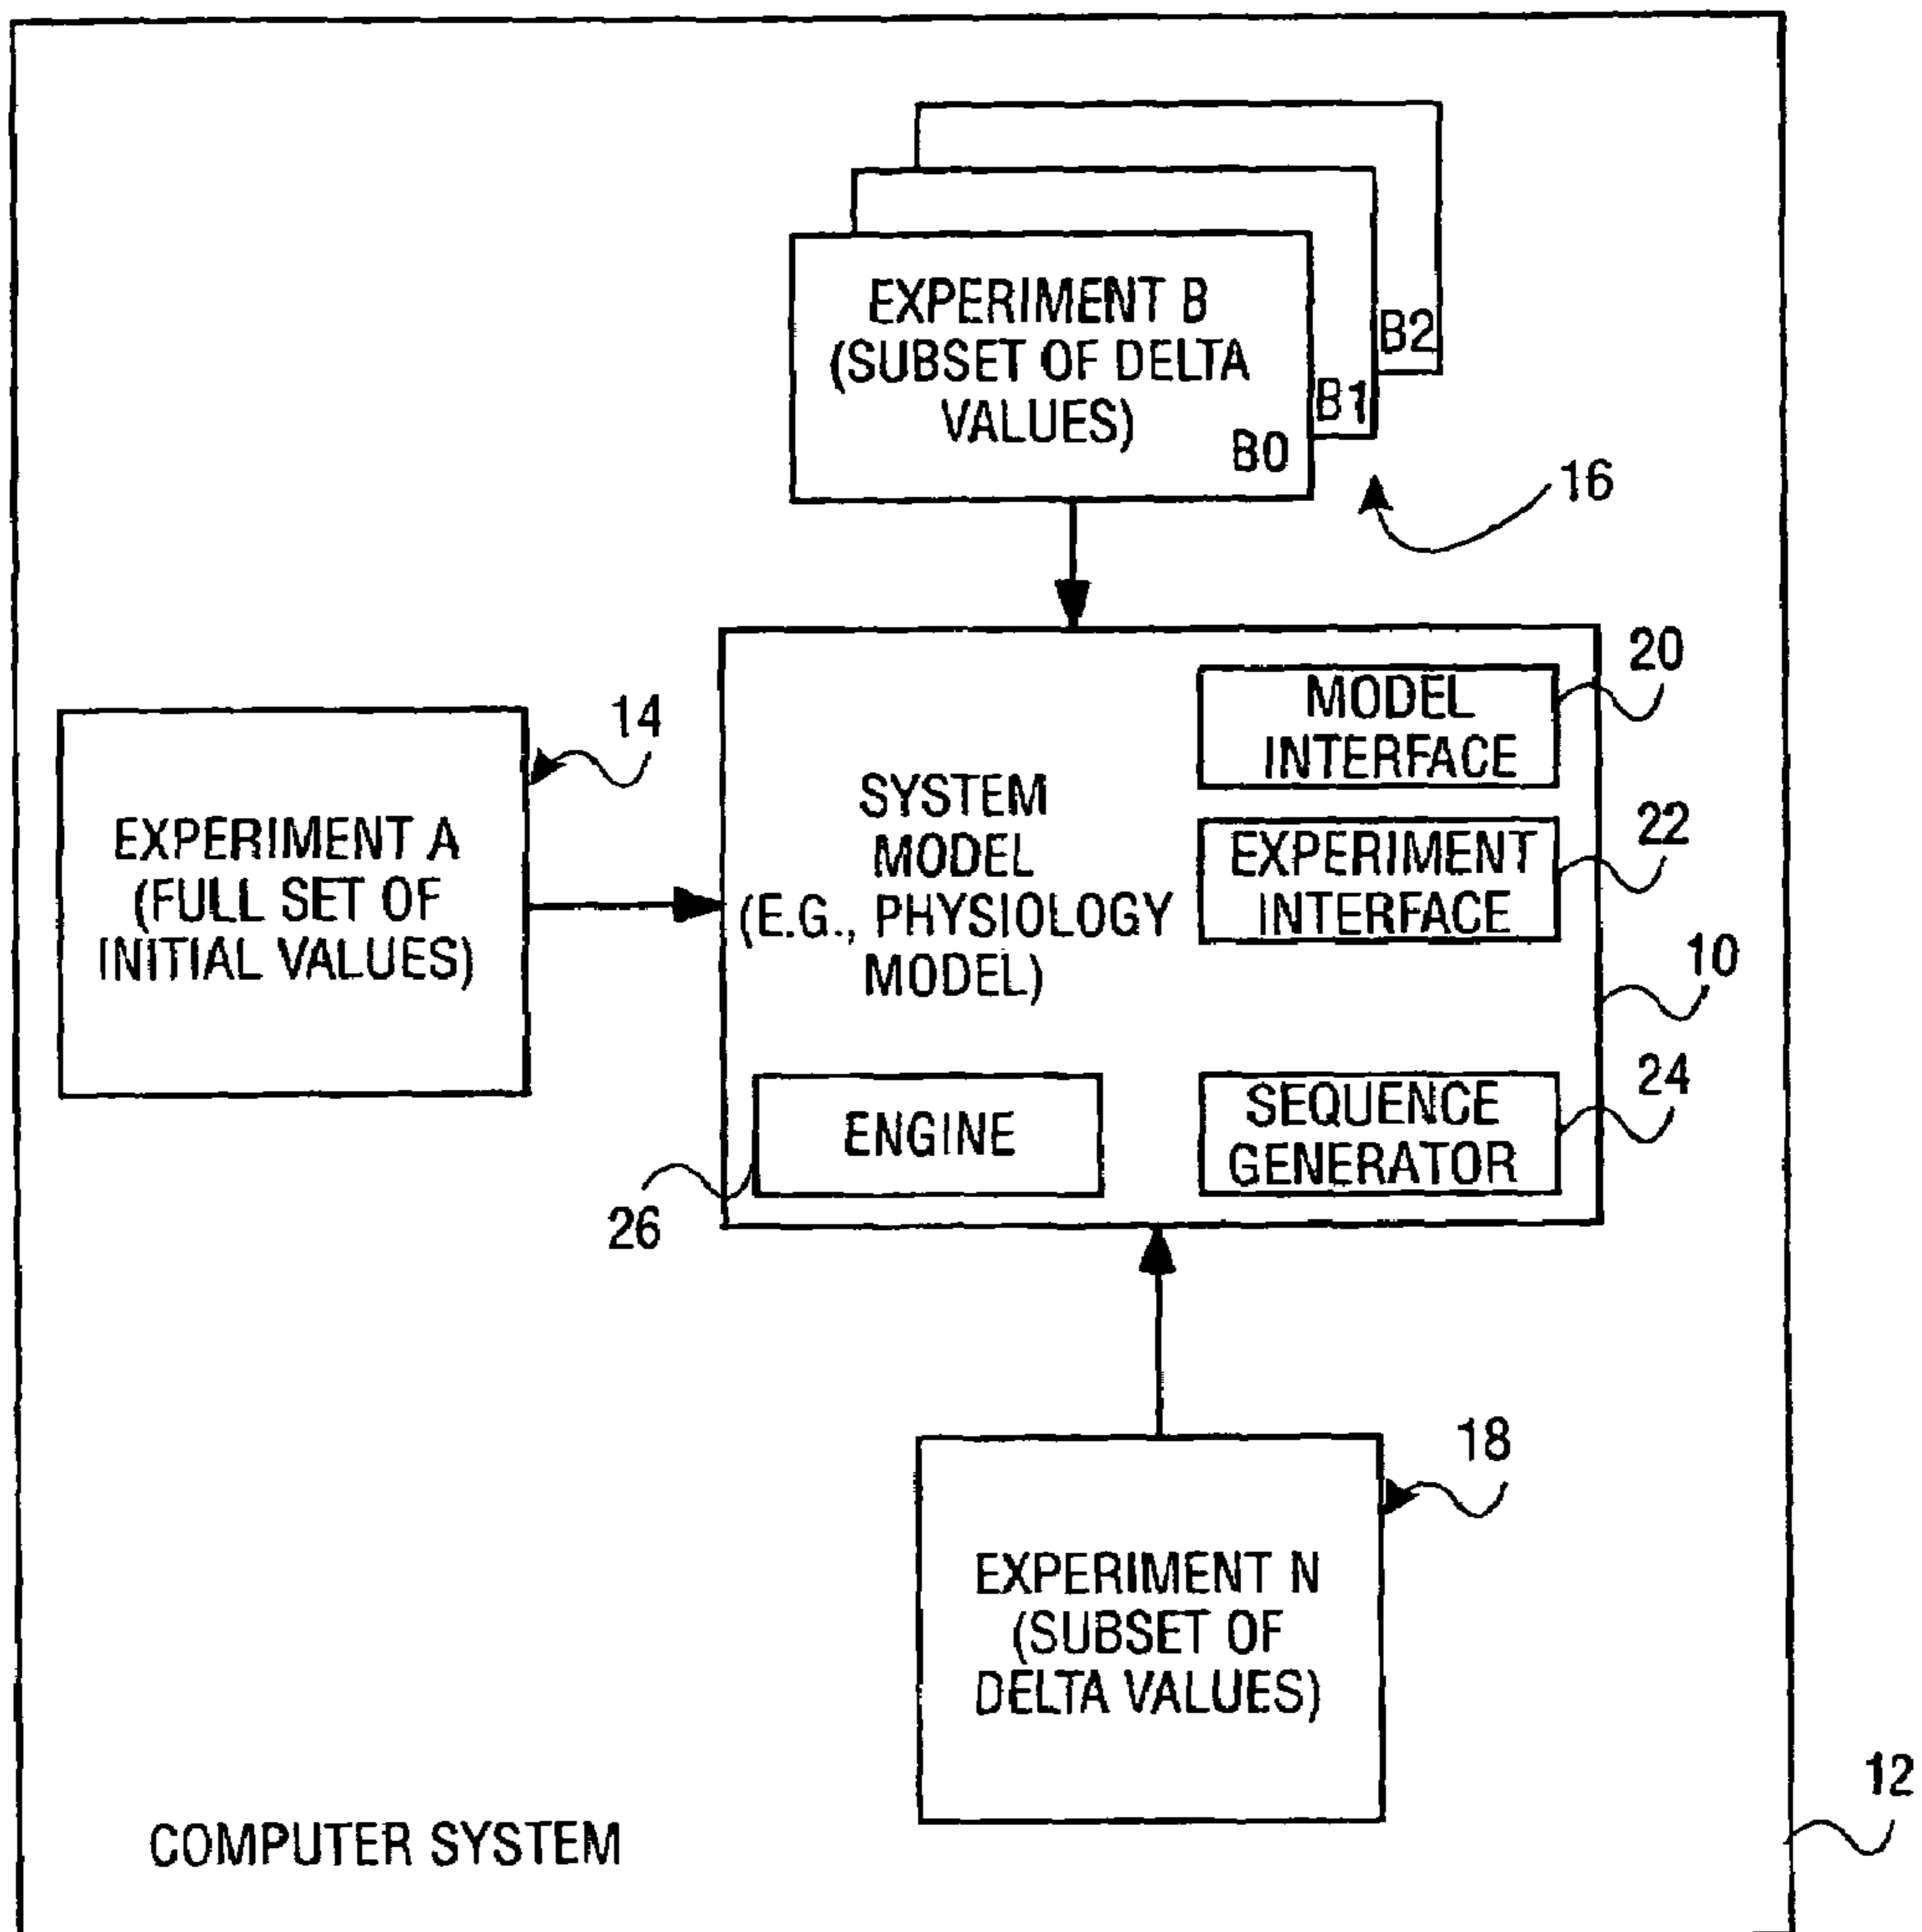 EXPERIMENT B
(SUBSET OF DELTA
VALUES)
B0
B1
B2
16
EXPERIMENT A
(FULL SET OF
INITIAL VALUES)
14
SYSTEM
MODEL
(E.G., PHYSIOLOGY
MODEL)
MODEL
INTERFACE
20
EXPERIMENT
INTERFACE
22
10
ENGINE
26
SEQUENCE
GENERATOR
24
EXPERIMENT N
(SUBSET OF
DELTA VALUES)
18
COMPUTER SYSTEM
12